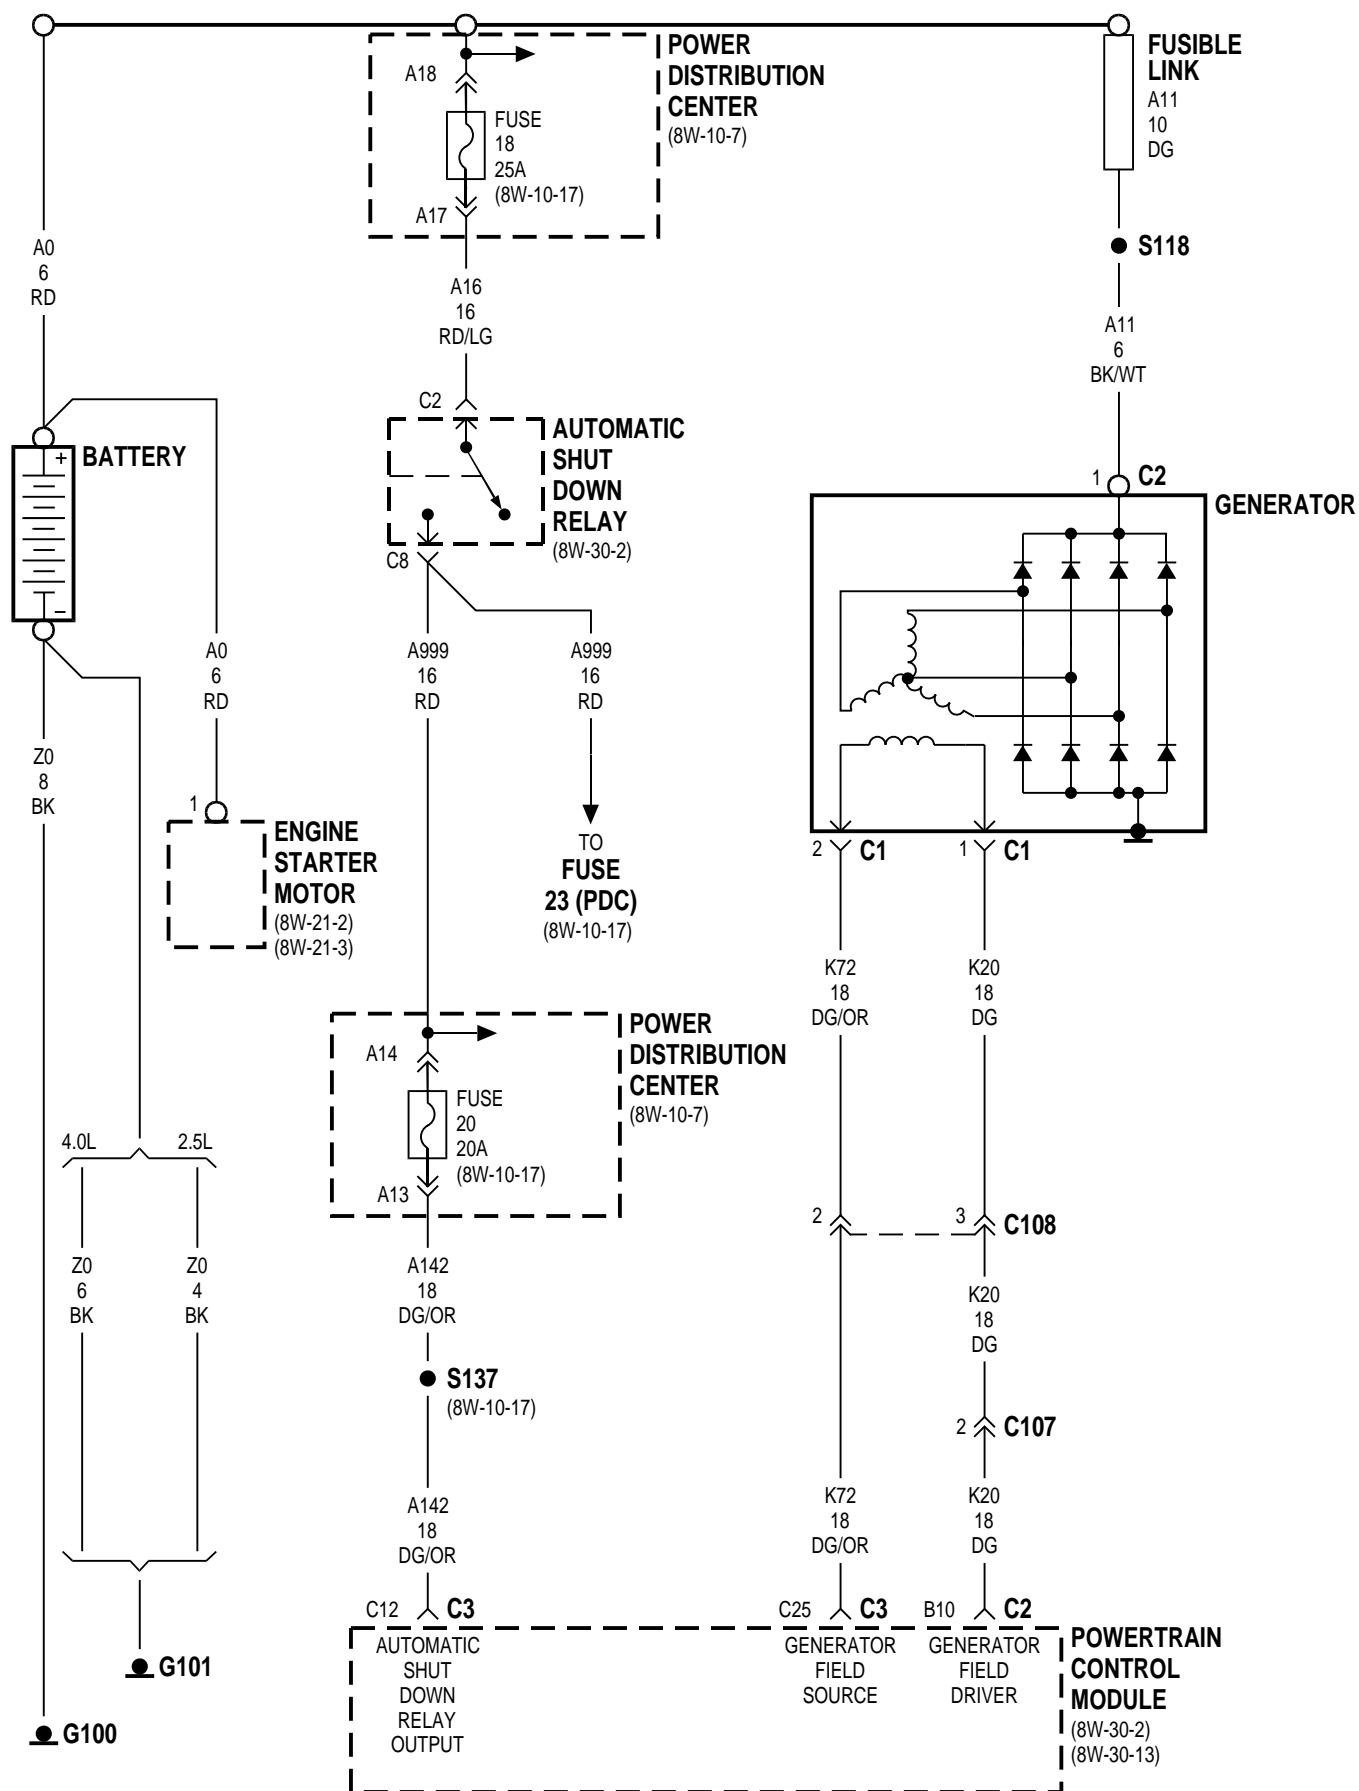 POWER
DISTRIBUTION
CENTER
(8W-10-7)
A18
FUSE
18
25A
(8W-10-17)
A17
FUSIBLE
LINK
A11
10
DG
S118
A0
6
RD
A16
16
RD/LG
A11
6
BK/WT
C2
AUTOMATIC
SHUT
DOWN
RELAY
(8W-30-2)
C8
+
BATTERY
–
1
C2
GENERATOR
A0
6
RD
A999
16
RD
A999
16
RD
Z0
8
BK
1
ENGINE
STARTER
MOTOR
(8W-21-2)
(8W-21-3)
TO
FUSE
23 (PDC)
(8W-10-17)
2
C1
1
C1
K72
18
DG/OR
K20
18
DG
POWER
DISTRIBUTION
CENTER
(8W-10-7)
A14
FUSE
20
20A
(8W-10-17)
A13
4.0L
2.5L
2
3
C108
Z0
6
BK
Z0
4
BK
A142
18
DG/OR
K20
18
DG
S137
(8W-10-17)
2
C107
A142
18
DG/OR
K72
18
DG/OR
K20
18
DG
C12
C3
C25
C3
B10
C2
AUTOMATIC
SHUT
DOWN
RELAY
OUTPUT
GENERATOR
FIELD
SOURCE
GENERATOR
FIELD
DRIVER
POWERTRAIN
CONTROL
MODULE
(8W-30-2)
(8W-30-13)
G101
G100